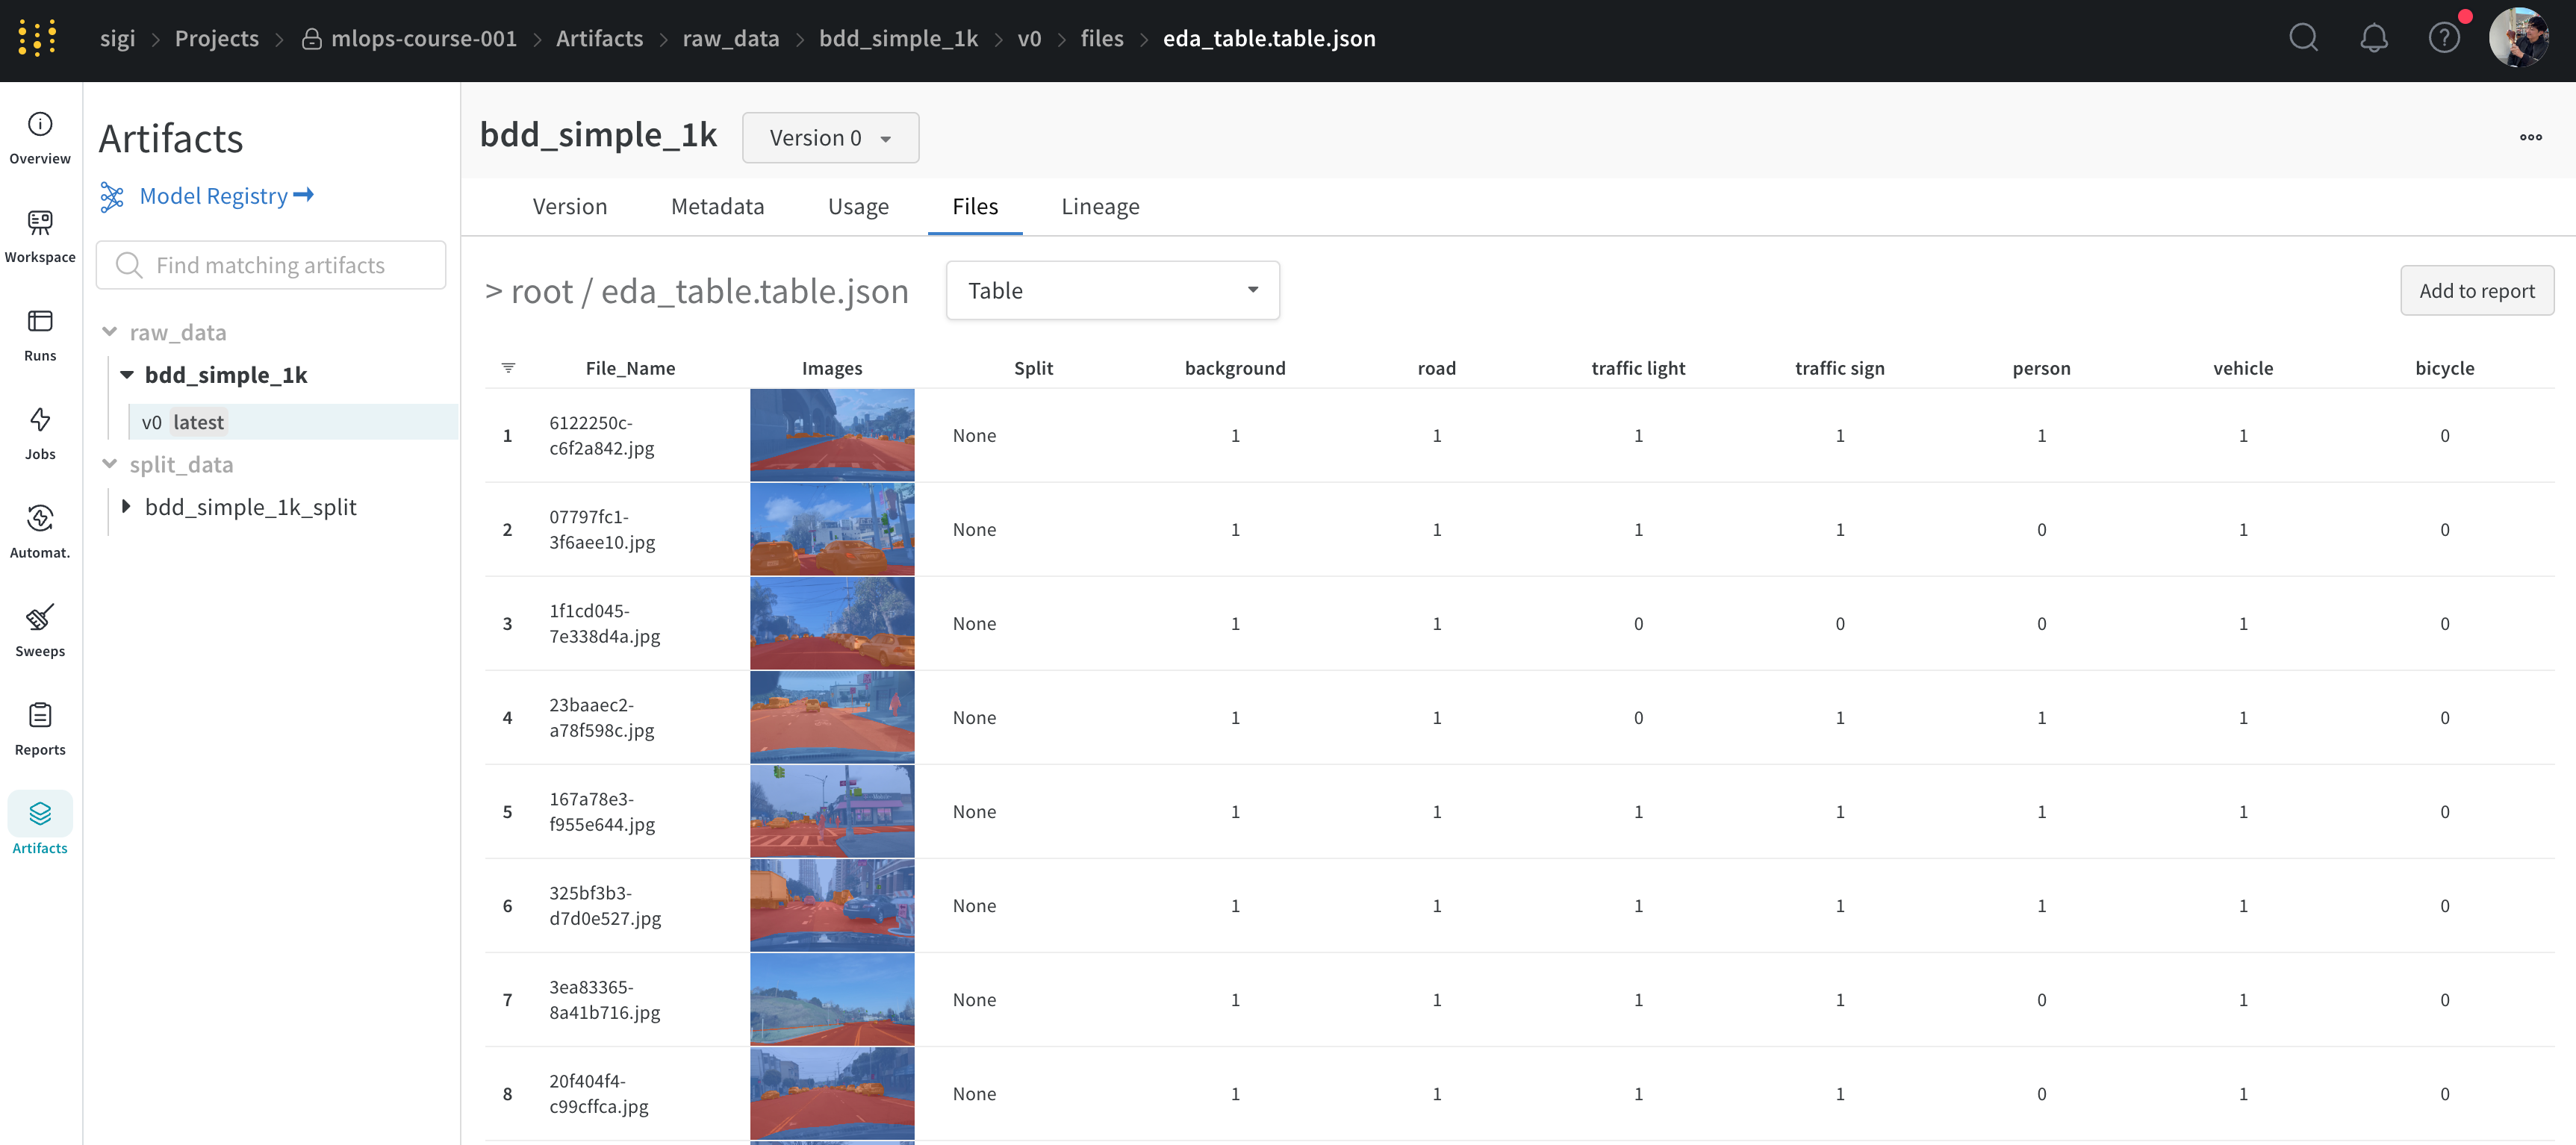 sigi > Projects > mlops-course-001 > Artifacts > raw_data > bdd_simple_1k > v0 > files > eda_table.table.json
Overview
Workspace
Runs
Jobs
Automat.
Sweeps
Reports
Artifacts
Artifacts
Model Registry
Find matching artifacts
raw_data
bdd_simple_1k
v0 latest
split_data
bdd_simple_1k_split
bdd_simple_1k Version 0
Version Metadata Usage Files Lineage
> root / eda_table.table.json Table Add to report
File_Name Images Split background road traffic light traffic sign person vehicle bicycle
1 6122250c-c6f2a842.jpg None 1 1 1 1 1 1 0
2 07797fc1-3f6aee10.jpg None 1 1 1 1 0 1 0
3 1f1cd045-7e338d4a.jpg None 1 1 0 0 0 1 0
4 23baaec2-a78f598c.jpg None 1 1 0 1 1 1 0
5 167a78e3-f955e644.jpg None 1 1 1 1 1 1 0
6 325bf3b3-d7d0e527.jpg None 1 1 1 1 1 1 0
7 3ea83365-8a41b716.jpg None 1 1 1 1 0 1 0
8 20f404f4-c99cffca.jpg None 1 1 1 1 0 1 0